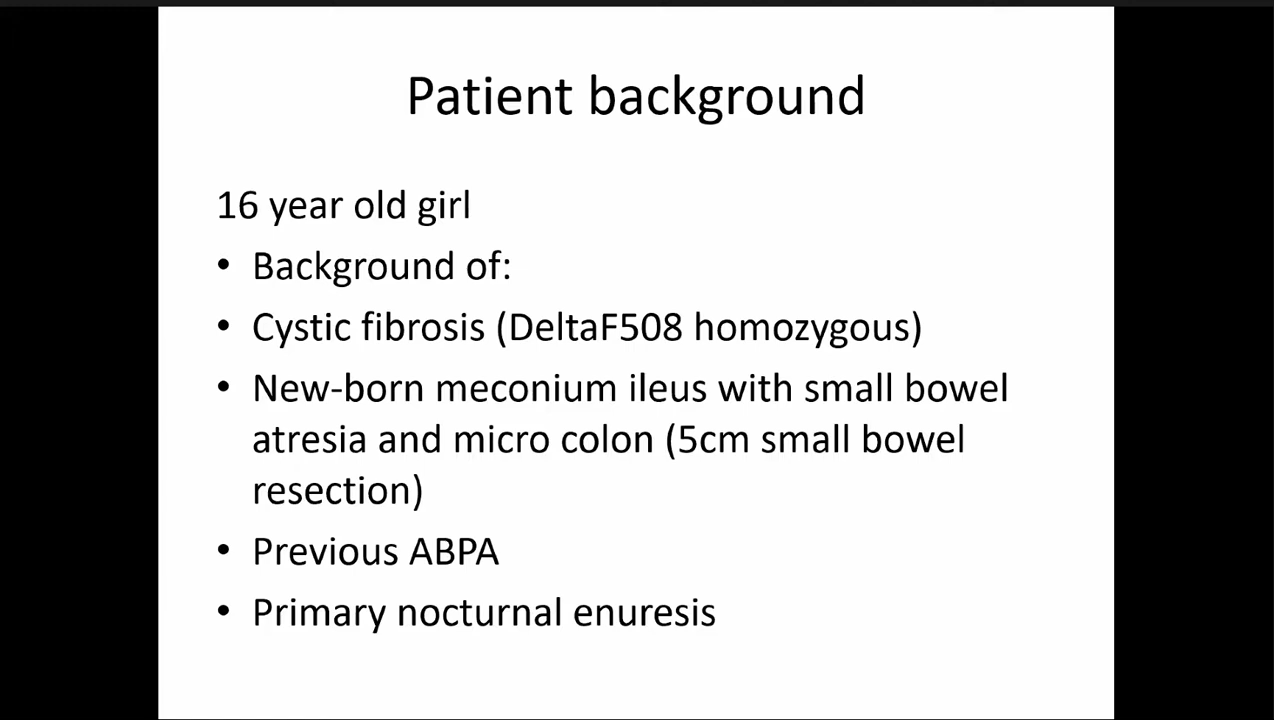 Patient background
16 year old girl
• Background of:
• Cystic fibrosis (DeltaF508 homozygous)
• New-born meconium ileus with small bowel
atresia and micro colon (5cm small bowel
resection)
• Previous ABPA
• Primary nocturnal enuresis